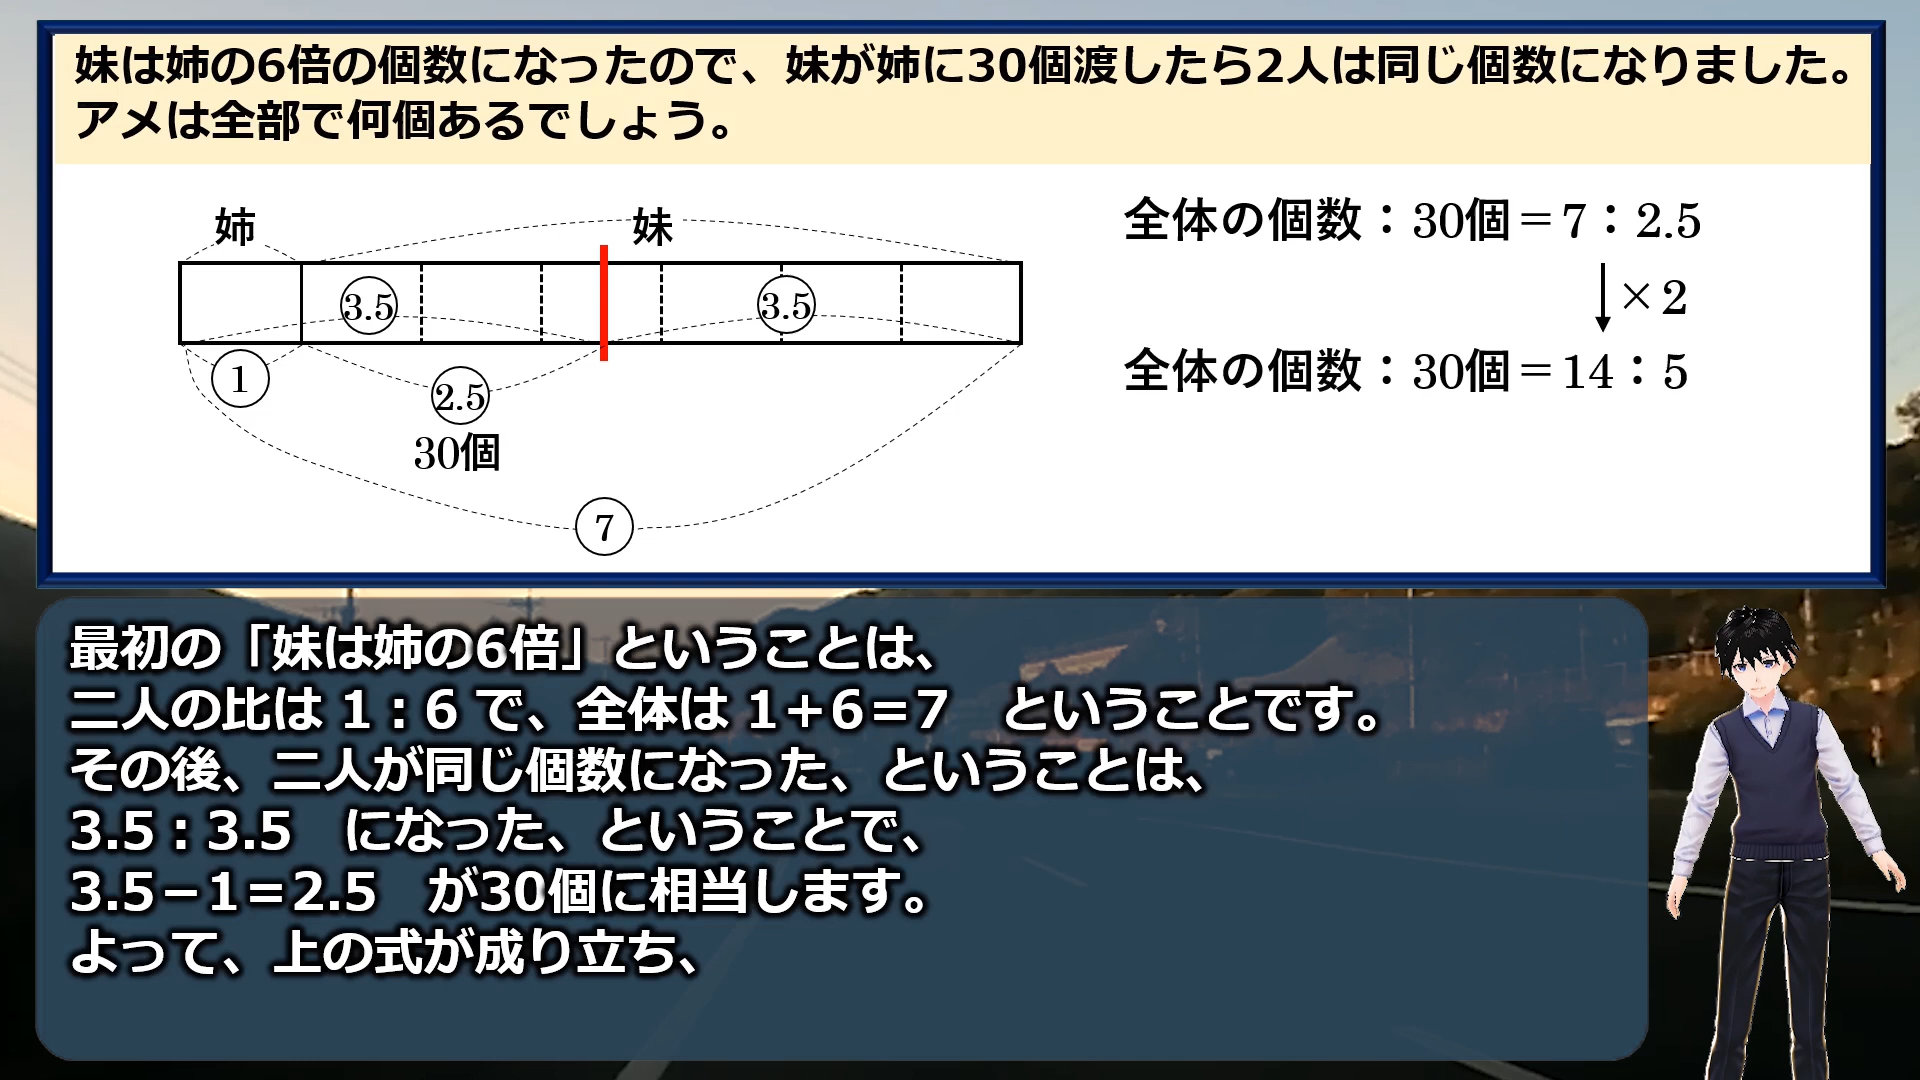 妹は姉の6倍の個数になったので、妹が姉に30個渡したら2人は同じ個数になりました。
アメは全部で何個あるでしょう。
姉
妹
3.5
3.5
1
2.5
30個
7
全体の個数：30個＝7：2.5
×2
全体の個数：30個＝14：5
最初の「妹は姉の6倍」ということは、
二人の比は 1：6 で、全体は 1＋6＝7　ということです。
その後、二人が同じ個数になった、ということは、
3.5：3.5　になった、ということで、
3.5－1＝2.5　が30個に相当します。
よって、上の式が成り立ち、